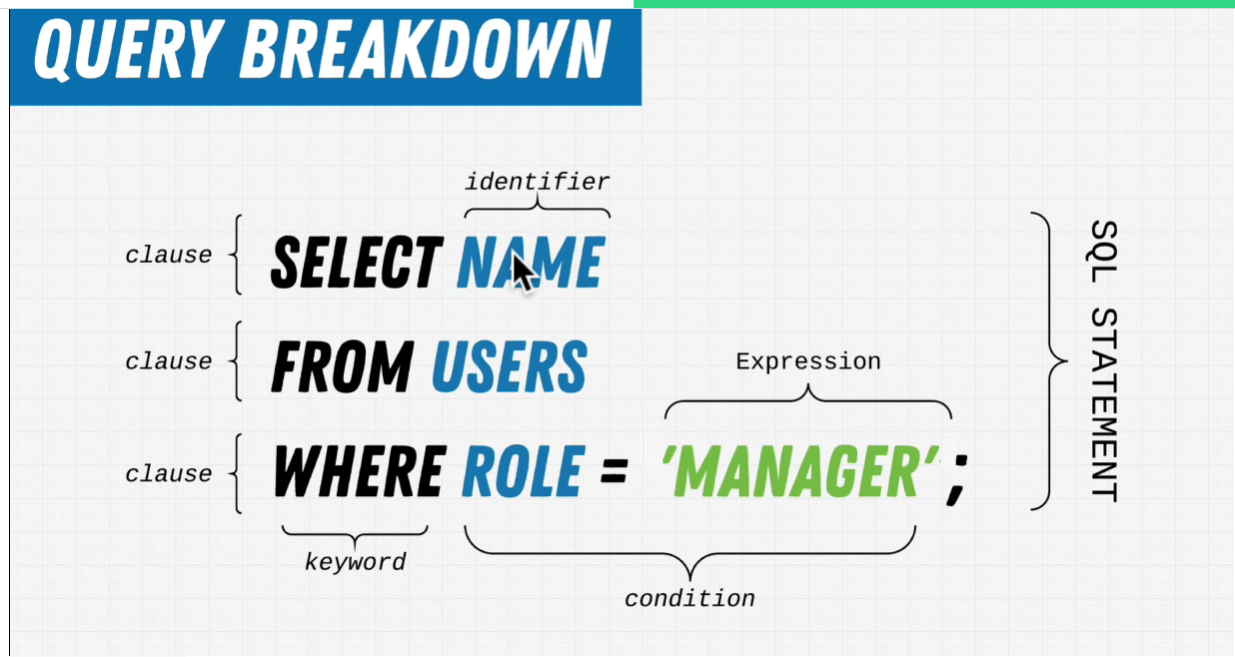 QUERY BREAKDOWN
identifier
clause
SELECT NAME
clause
FROM USERS
Expression
clause
WHERE ROLE = 'MANAGER';
keyword
condition
SQL STATEMENT